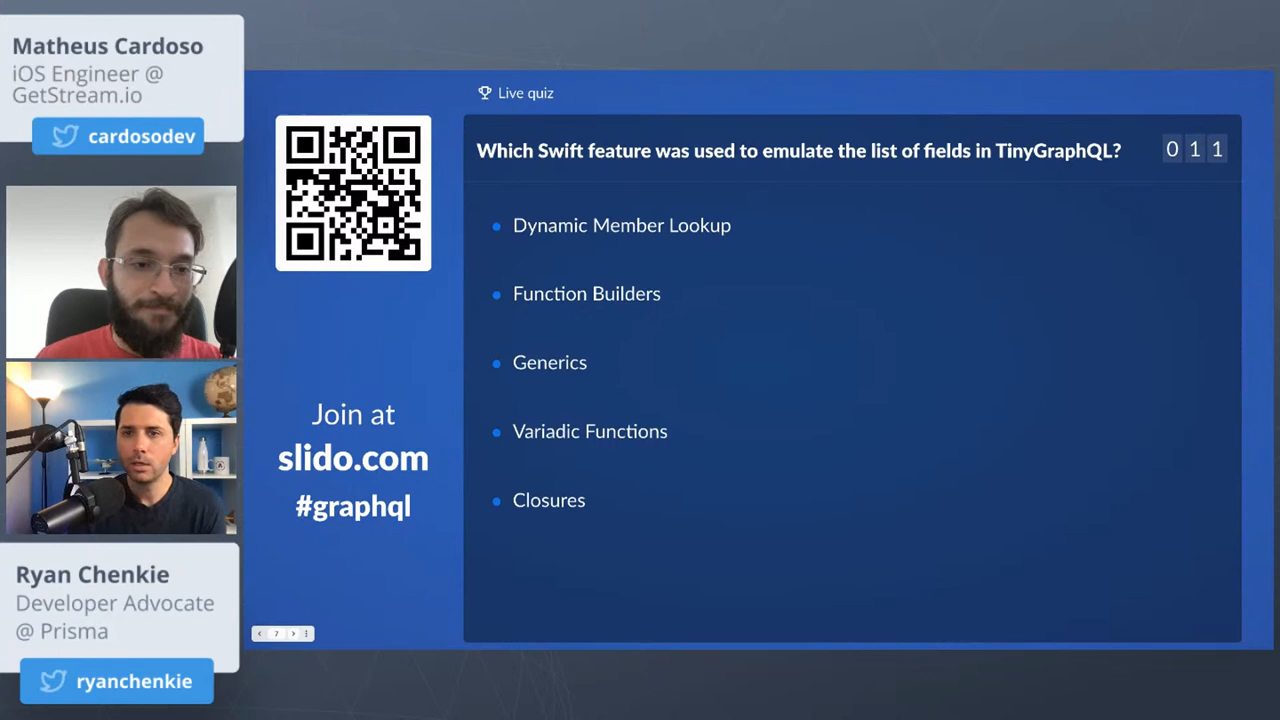 Matheus Cardoso
iOS Engineer @
GetStream.io
cardosodev
Ryan Chenkie
Developer Advocate
@ Prisma
ryanchenkie
Join at
slido.com
#graphql
7
Live quiz
Which Swift feature was used to emulate the list of fields in TinyGraphQL?
0 1 1
Dynamic Member Lookup
Function Builders
Generics
Variadic Functions
Closures